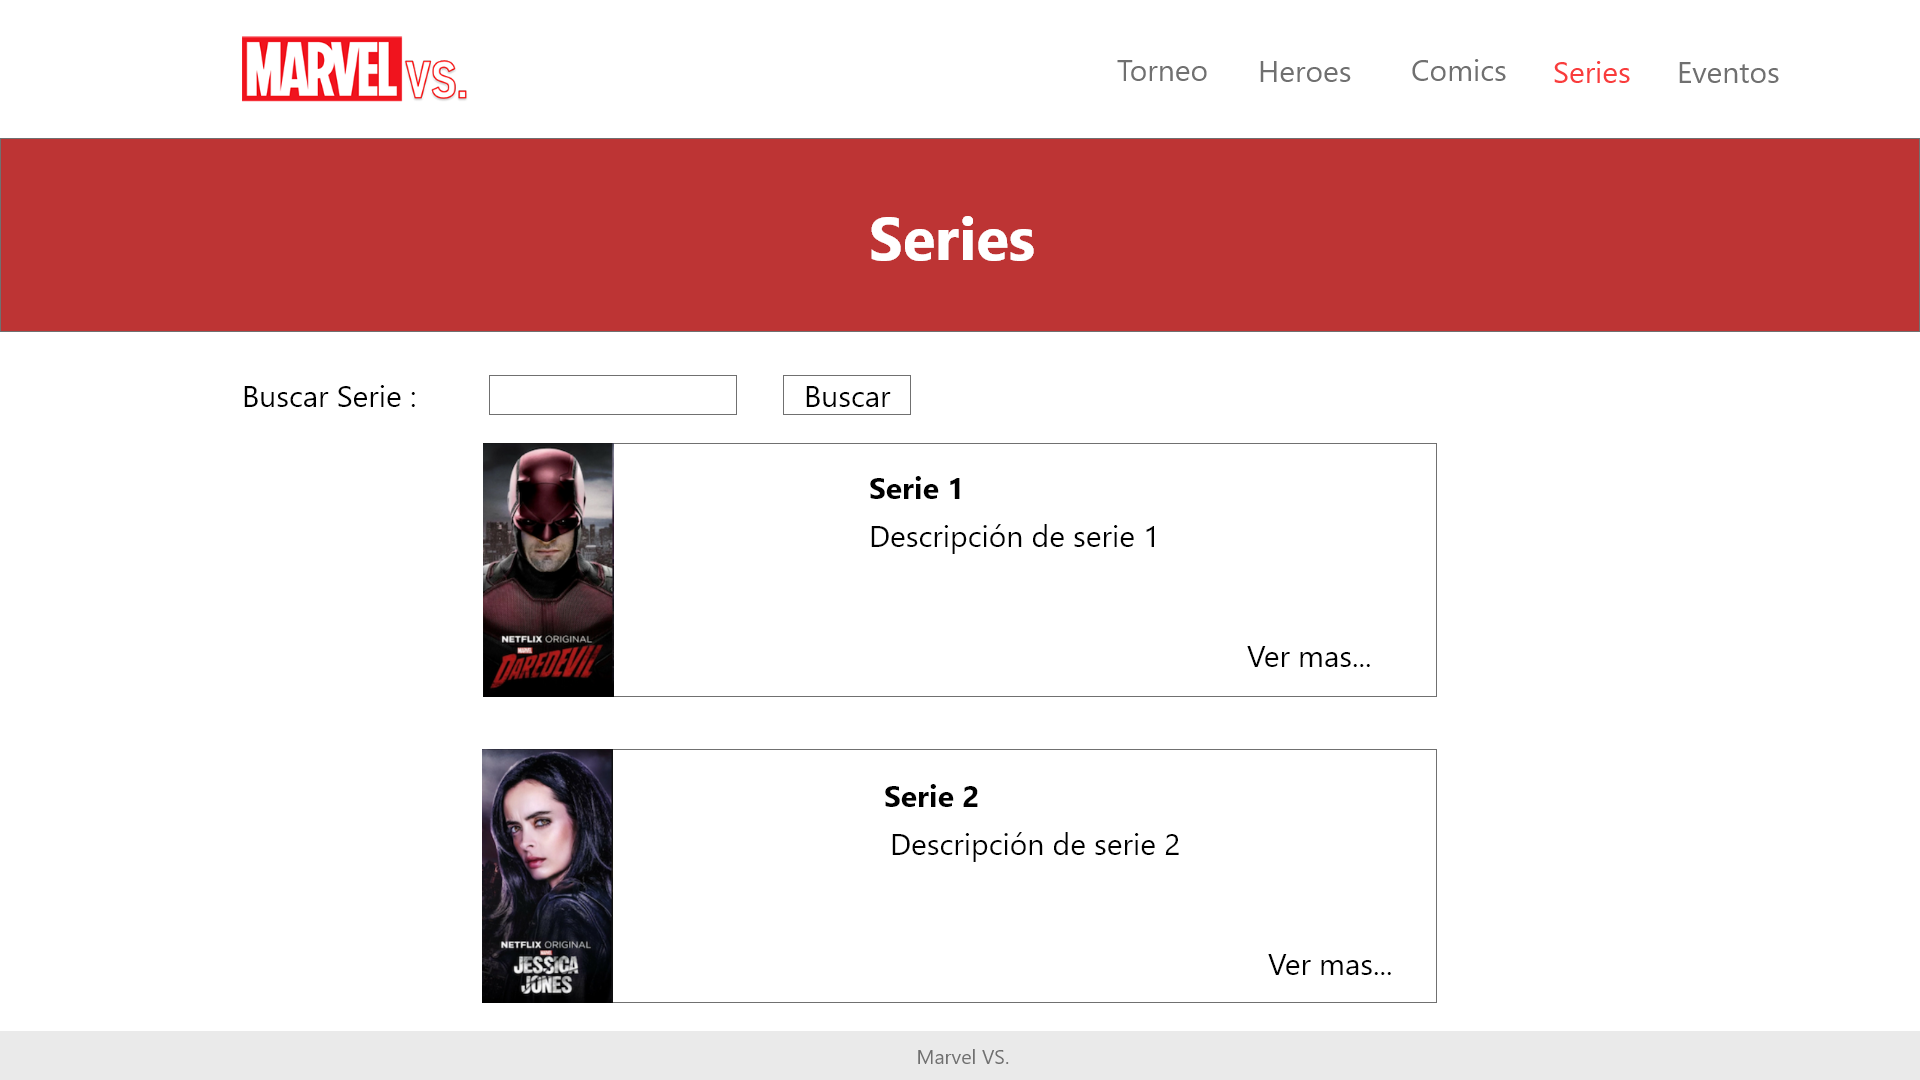 MARVEL VS.
Torneo Heroes Comics Series Eventos
Series
Buscar Serie : Buscar
Serie 1
Descripción de serie 1
NETFLIX ORIGINAL
MARVEL
DAREDEVIL
Ver mas...
Serie 2
Descripción de serie 2
NETFLIX ORIGINAL
JESSICA
JONES
Ver mas...
Marvel VS.